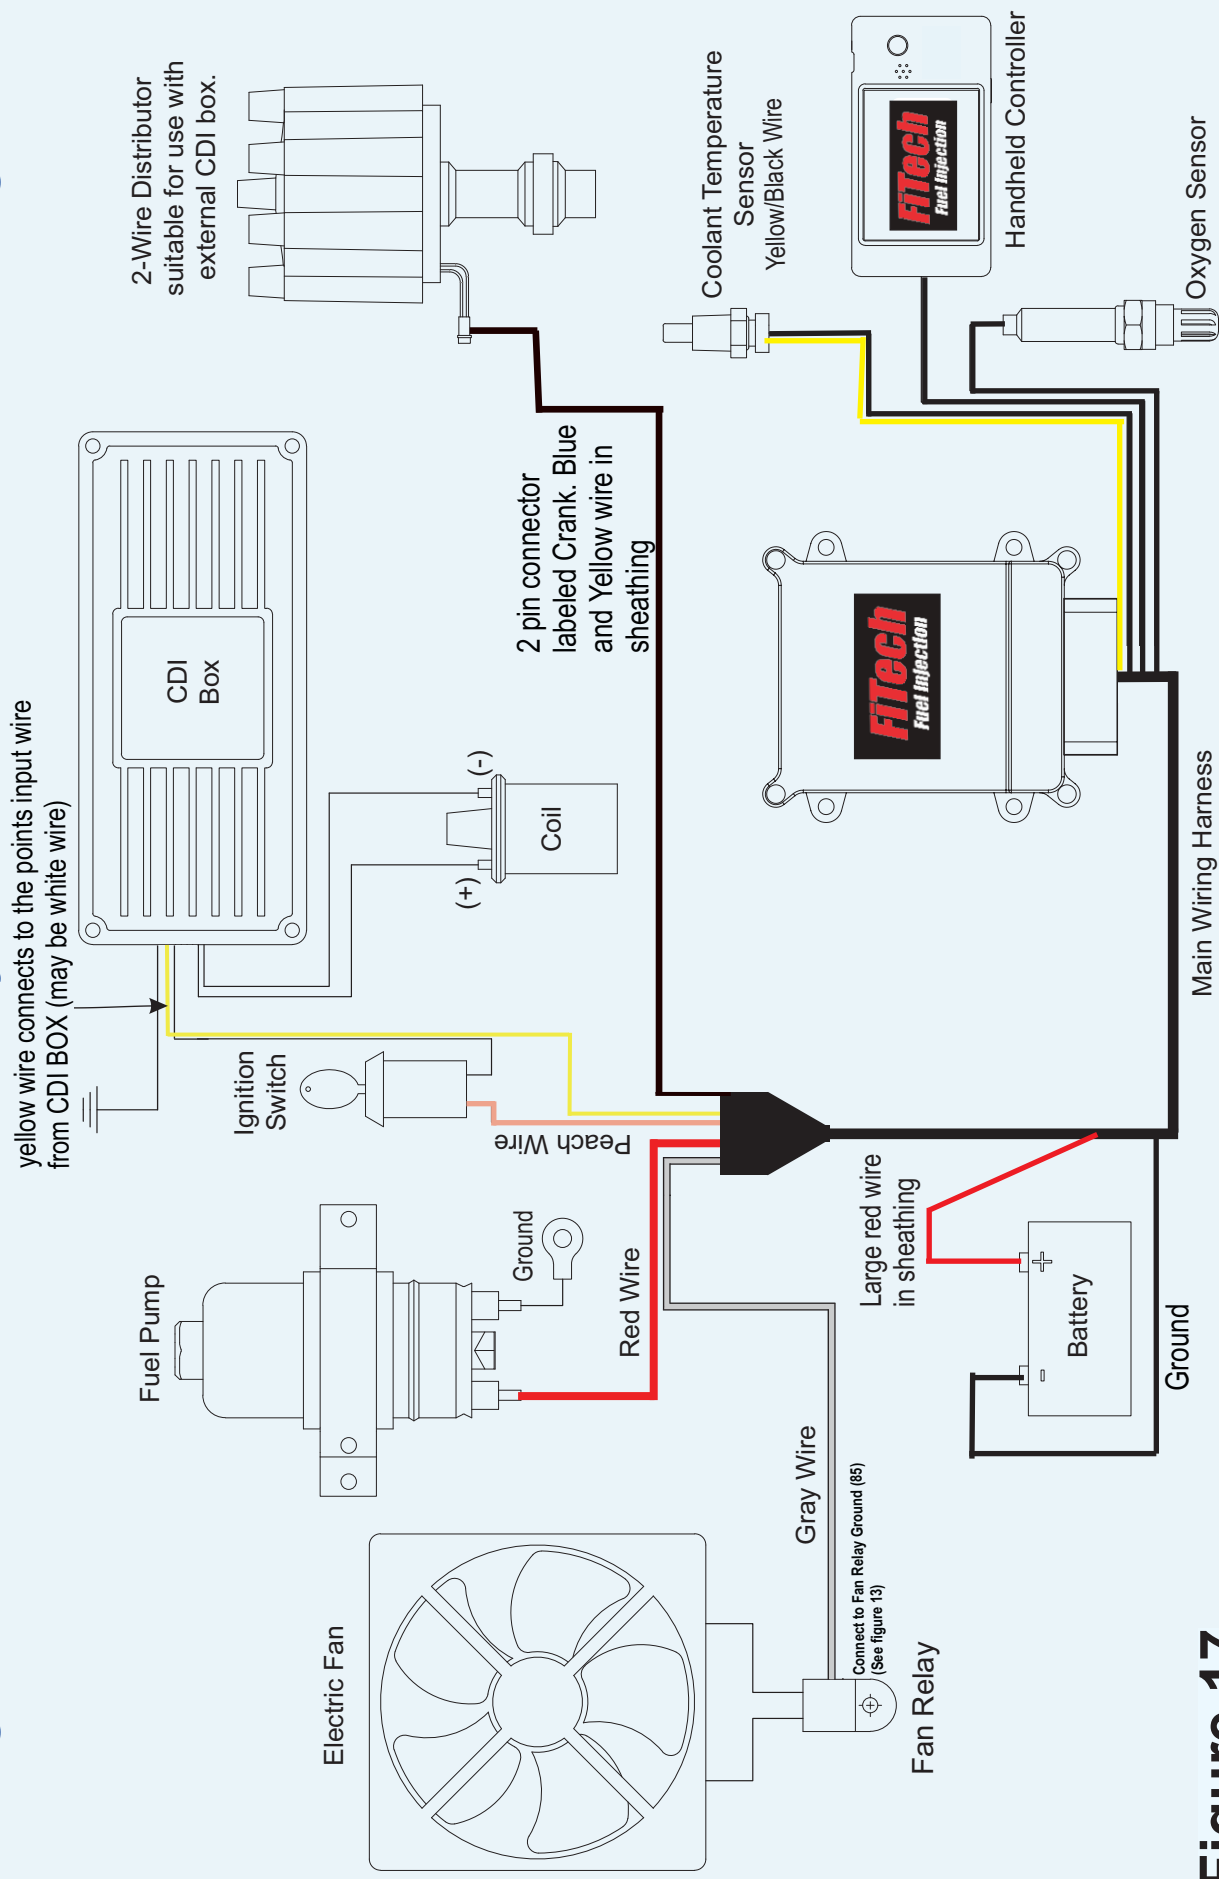 yellow wire connects to the points input wire
from CDI BOX (may be white wire)
2-Wire Distributor
suitable for use with
external CDI box.
CDI
Box
Ignition
Switch
(+)
(-)
Coil
2 pin connector
labeled Crank. Blue
and Yellow wire in
sheathing
Coolant Temperature
Sensor
Yellow/Black Wire
Fuel Pump
Ground
Peach Wire
Red Wire
FiTech
Fuel Injection
Handheld Controller
Electric Fan
Gray Wire
Large red wire
in sheathing
FiTech
Fuel Injection
Oxygen Sensor
Connect to Fan Relay Ground (85)
(See figure 13)
Fan Relay
- +
Battery
Ground
Main Wiring Harness
Figure 17